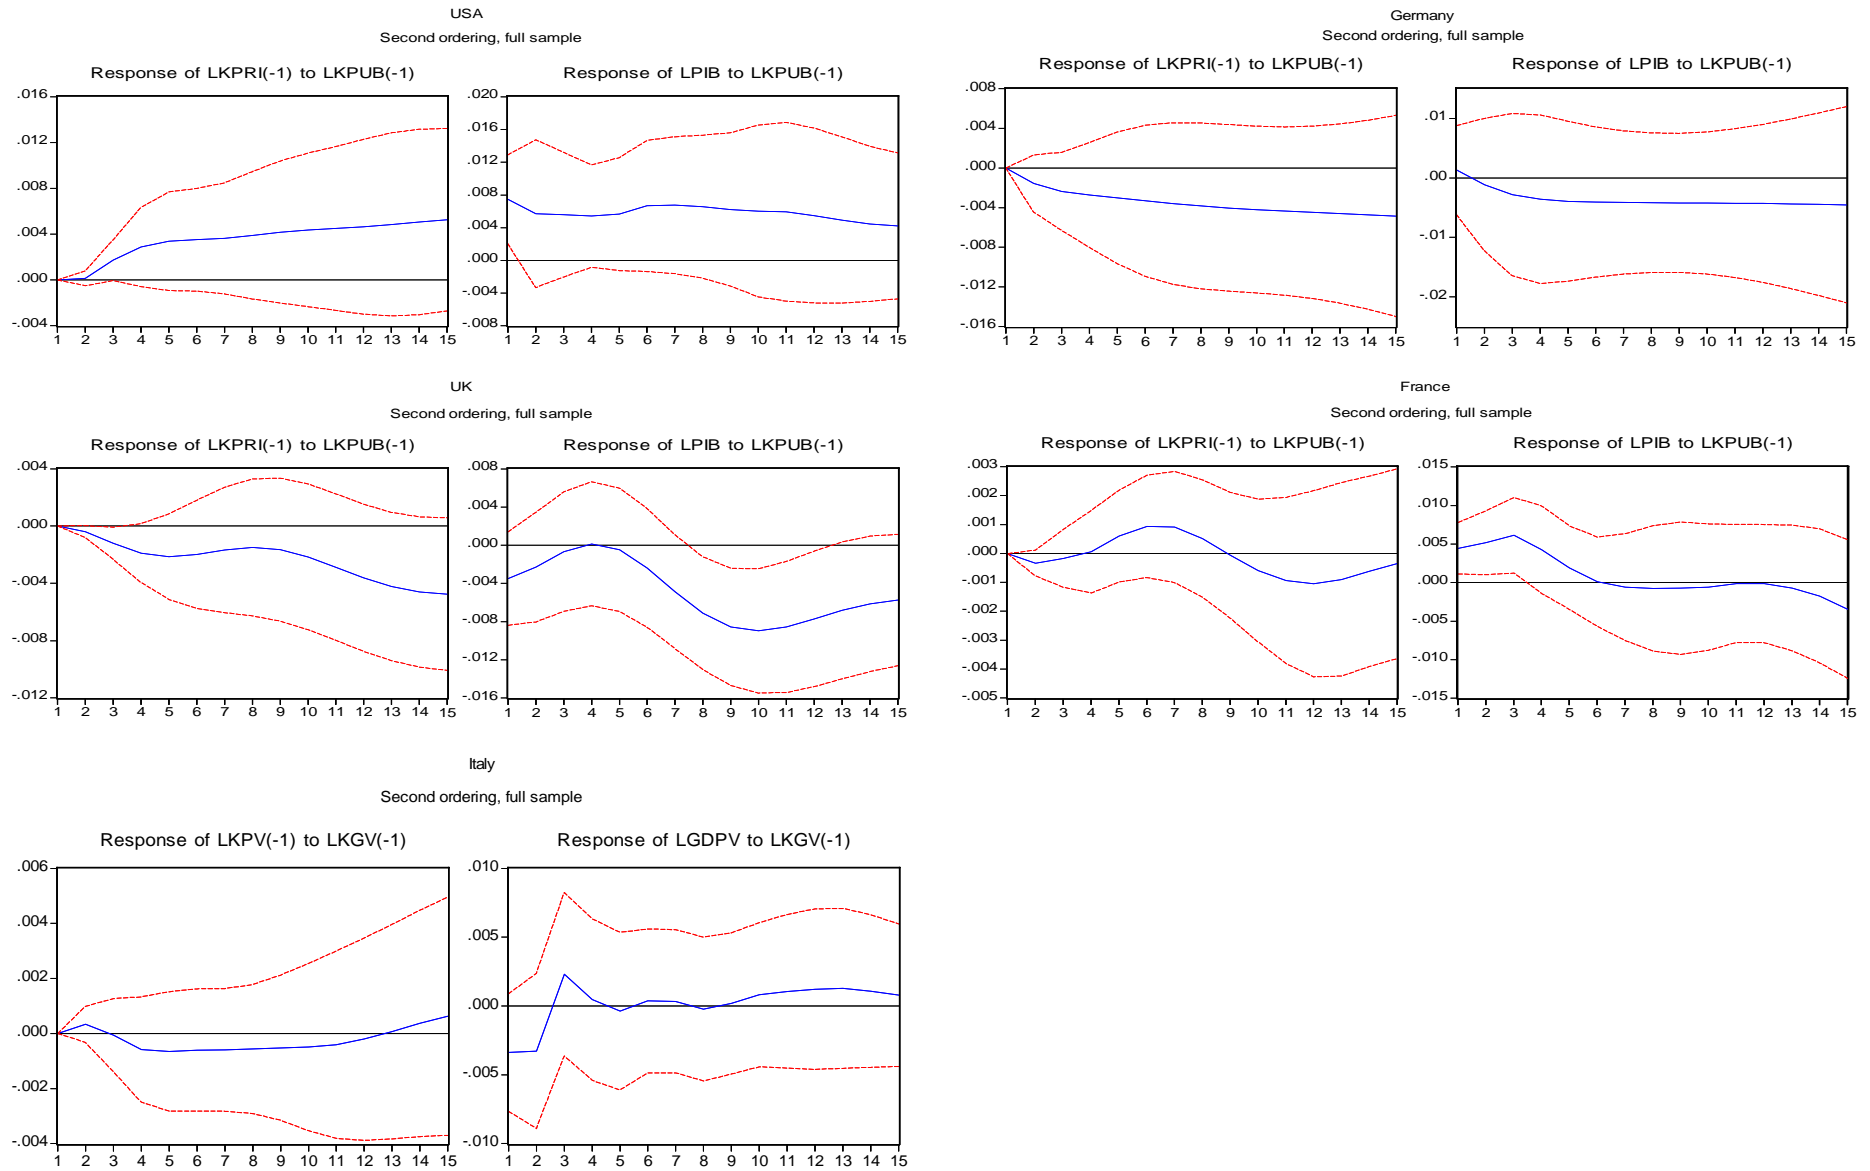 USA
Second ordering, full sample
Response of LKPRI(-1) to LKPUB(-1)
.016
.012
.008
.004
.000
-.004
1 2 3 4 5 6 7 8 9 10 11 12 13 14 15
Response of LPIB to LKPUB(-1)
.020
.016
.012
.008
.004
.000
-.004
-.008
1 2 3 4 5 6 7 8 9 10 11 12 13 14 15
Germany
Second ordering, full sample
Response of LKPRI(-1) to LKPUB(-1)
.008
.004
.000
-.004
-.008
-.012
-.016
1 2 3 4 5 6 7 8 9 10 11 12 13 14 15
Response of LPIB to LKPUB(-1)
.01
.00
-.01
-.02
1 2 3 4 5 6 7 8 9 10 11 12 13 14 15
UK
Second ordering, full sample
Response of LKPRI(-1) to LKPUB(-1)
.004
.000
-.004
-.008
-.012
1 2 3 4 5 6 7 8 9 10 11 12 13 14 15
Response of LPIB to LKPUB(-1)
.008
.004
.000
-.004
-.008
-.012
-.016
1 2 3 4 5 6 7 8 9 10 11 12 13 14 15
France
Second ordering, full sample
Response of LKPRI(-1) to LKPUB(-1)
.003
.002
.001
.000
-.001
-.002
-.003
-.004
-.005
1 2 3 4 5 6 7 8 9 10 11 12 13 14 15
Response of LPIB to LKPUB(-1)
.015
.010
.005
.000
-.005
-.010
-.015
1 2 3 4 5 6 7 8 9 10 11 12 13 14 15
Italy
Second ordering, full sample
Response of LKPV(-1) to LKGV(-1)
.006
.004
.002
.000
-.002
-.004
1 2 3 4 5 6 7 8 9 10 11 12 13 14 15
Response of LGDPV to LKGV(-1)
.010
.005
.000
-.005
-.010
1 2 3 4 5 6 7 8 9 10 11 12 13 14 15